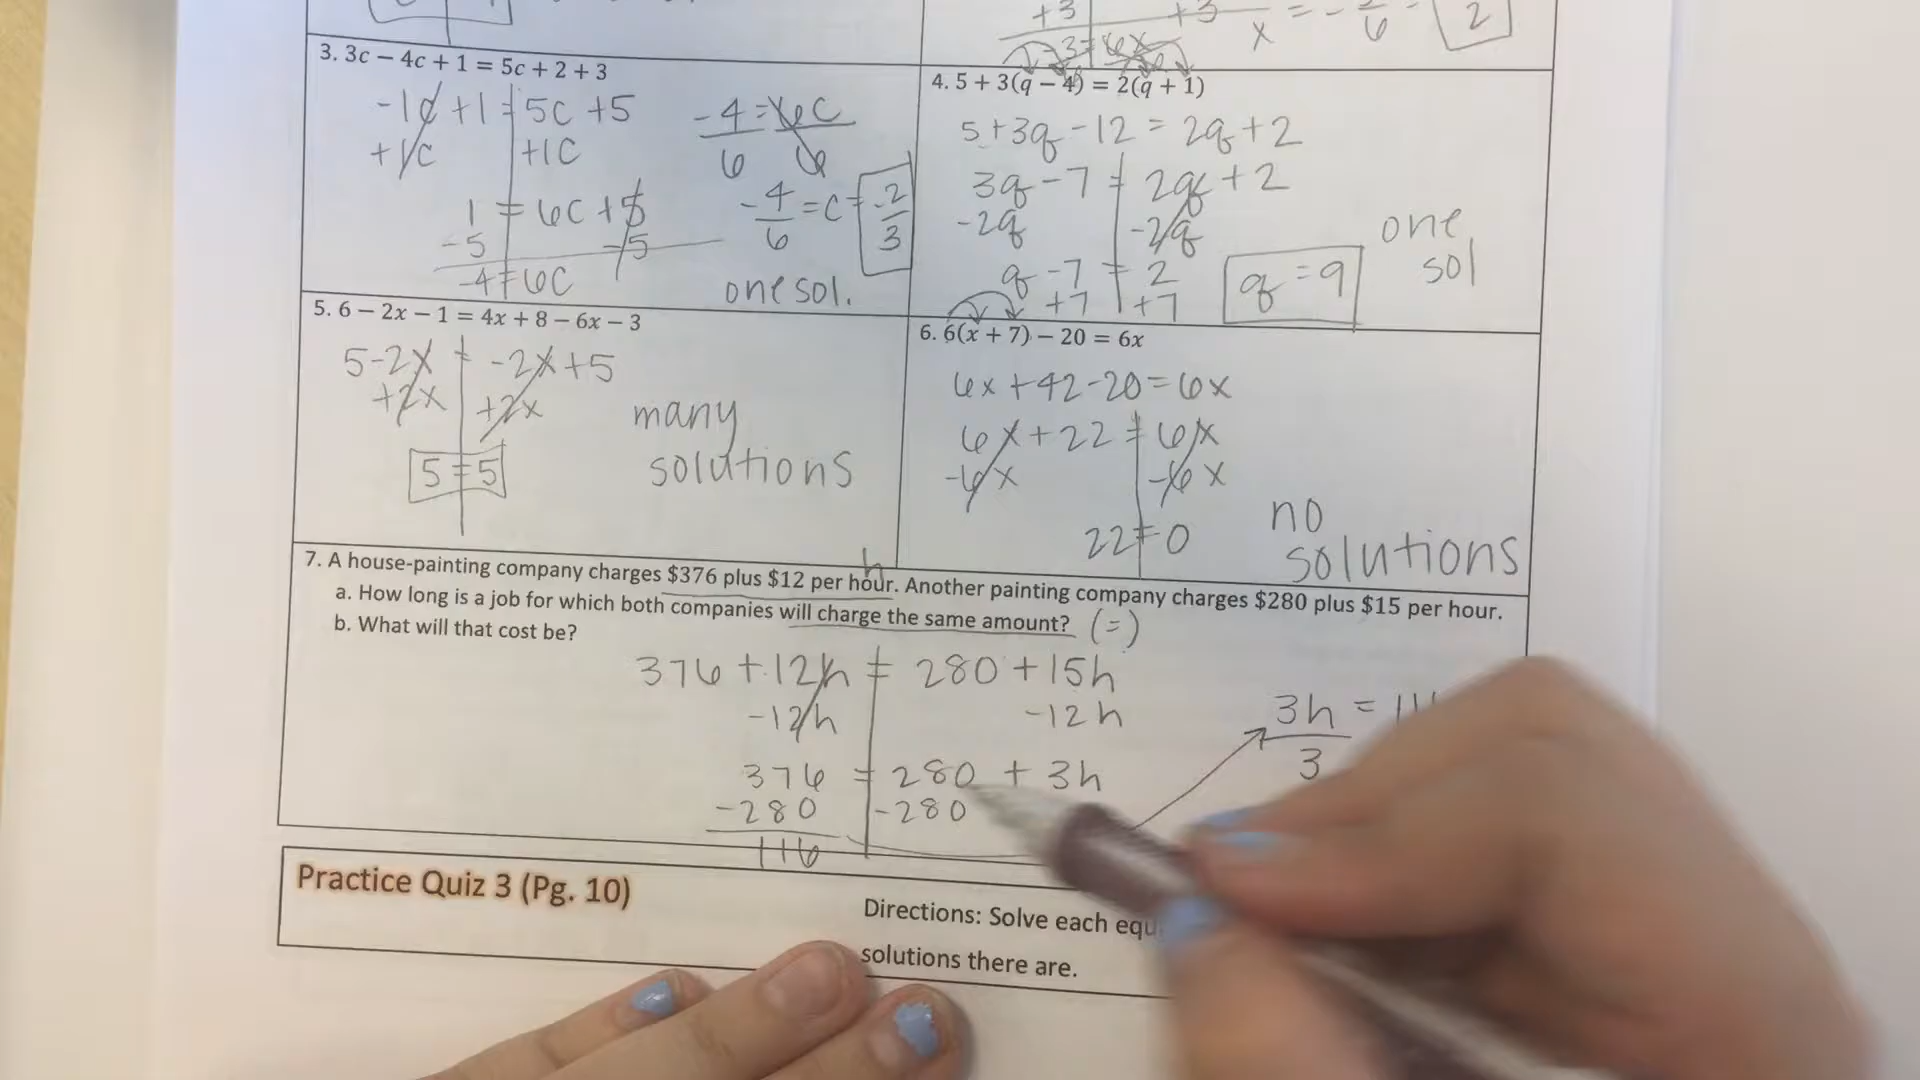 +3 +3
-3 = 6x
x = -
6
2
3. 3c − 4c + 1 = 5c + 2 + 3
-1c + 1 = 5c + 5
+1c +1c
1 = 6c + 5
-5 -5
-4 = 6c
-4 = 6c
6 6
-4/6 = c = -2/3
one sol.
4. 5 + 3(q − 4) = 2(q + 1)
5 + 3q - 12 = 2q + 2
3q - 7 = 2q + 2
-2q -2q
q - 7 = 2
+7 +7
q = 9
one
sol
5. 6 − 2x − 1 = 4x + 8 − 6x − 3
5 - 2x = -2x + 5
+2x +2x
5 = 5
many
solutions
6. 6(x + 7) − 20 = 6x
6x + 42 - 20 = 6x
6x + 22 = 6x
-6x -6x
22 = 0
no
solutions
h
7. A house-painting company charges $376 plus $12 per hour. Another painting company charges $280 plus $15 per hour.
a. How long is a job for which both companies will charge the same amount? (=)
b. What will that cost be?
376 + 12h = 280 + 15h
-12h -12h
376 = 280 + 3h
-280 -280
116
3h = 11
3
Practice Quiz 3 (Pg. 10)
Directions: Solve each
solutions there are.